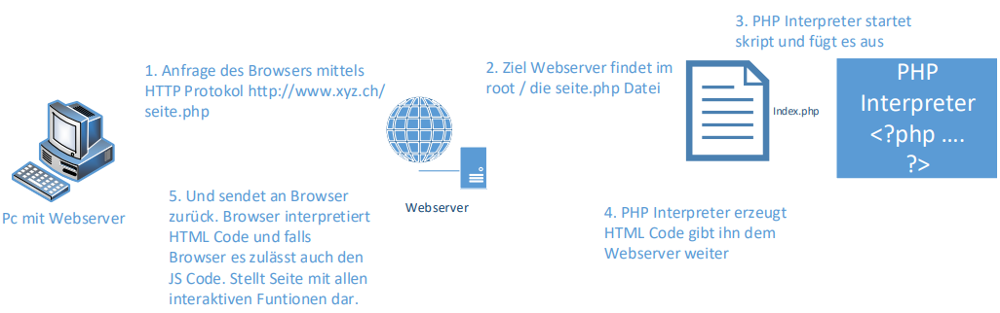 3. PHP Interpreter startet
skript und fügt es aus
1. Anfrage des Browsers mittels
HTTP Protokol http://www.xyz.ch/
seite.php
2. Ziel Webserver findet im
root / die seite.php Datei
Index.php
PHP
Interpreter
<?php ....
?>
Pc mit Webserver
Webserver
5. Und sendet an Browser
zurück. Browser interpretiert
HTML Code und falls
Browser es zulässt auch den
JS Code. Stellt Seite mit allen
interaktiven Funtionen dar.
4. PHP Interpreter erzeugt
HTML Code gibt ihn dem
Webserver weiter